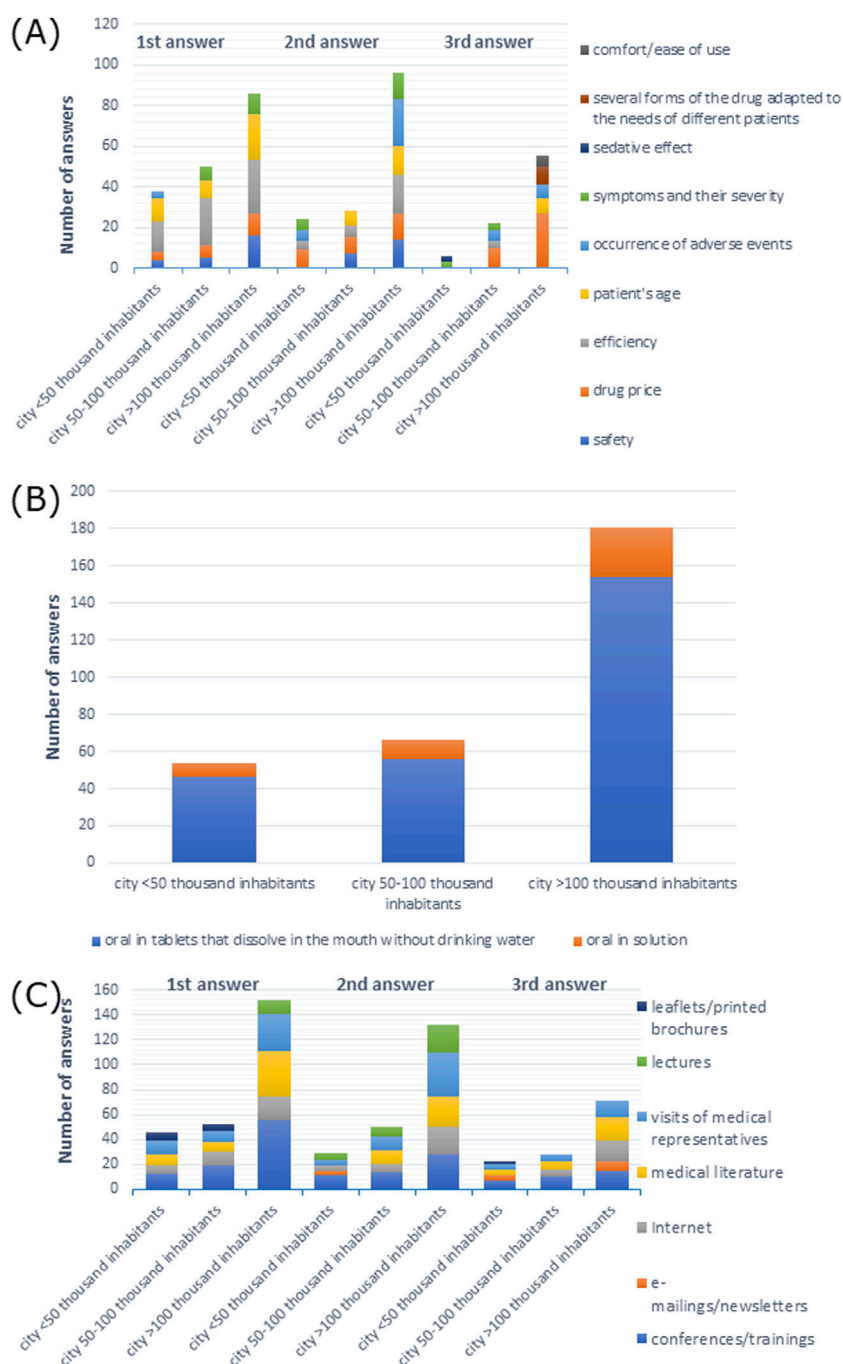 (A)
120
100
80
60
40
20
0
Number of answers
1st answer
2nd answer
3rd answer
city <50 thousand inhabitants
city 50-100 thousand inhabitants
city >100 thousand inhabitants
city <50 thousand inhabitants
city 50-100 thousand inhabitants
city >100 thousand inhabitants
city <50 thousand inhabitants
city 50-100 thousand inhabitants
city >100 thousand inhabitants
comfort/ease of use
several forms of the drug adapted to
the needs of different patients
sedative effect
symptoms and their severity
occurrence of adverse events
patient's age
efficiency
drug price
safety
(B)
200
180
160
140
120
100
80
60
40
20
0
Number of answers
city <50 thousand inhabitants
city 50-100 thousand
inhabitants
city >100 thousand inhabitants
oral in tablets that dissolve in the mouth without drinking water
oral in solution
(C)
160
140
120
100
80
60
40
20
0
Number of answers
1st answer
2nd answer
3rd answer
city <50 thousand inhabitants
city 50-100 thousand inhabitants
city >100 thousand inhabitants
city <50 thousand inhabitants
city 50-100 thousand inhabitants
city >100 thousand inhabitants
city <50 thousand inhabitants
city 50-100 thousand inhabitants
city >100 thousand inhabitants
leaflets/printed
brochures
lectures
visits of medical
representatives
medical literature
Internet
e-
mailings/newsletters
conferences/trainings